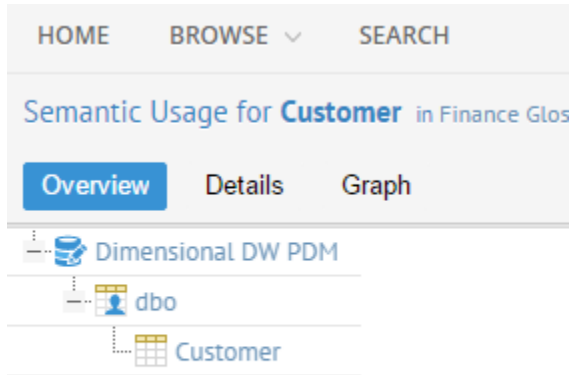 HOME BROWSE SEARCH
Semantic Usage for Customer in Finance Glos
Overview Details Graph
Dimensional DW PDM
dbo
Customer